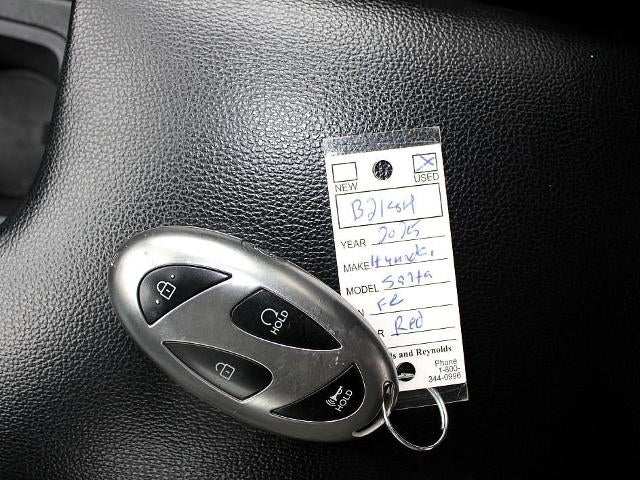 NEW USED
YEAR 2015
MAKE Hyundai
MODEL Santa
Fe
R Red
s and Reynolds
Phone
1-800-
344-0996
HOLD
HOLD